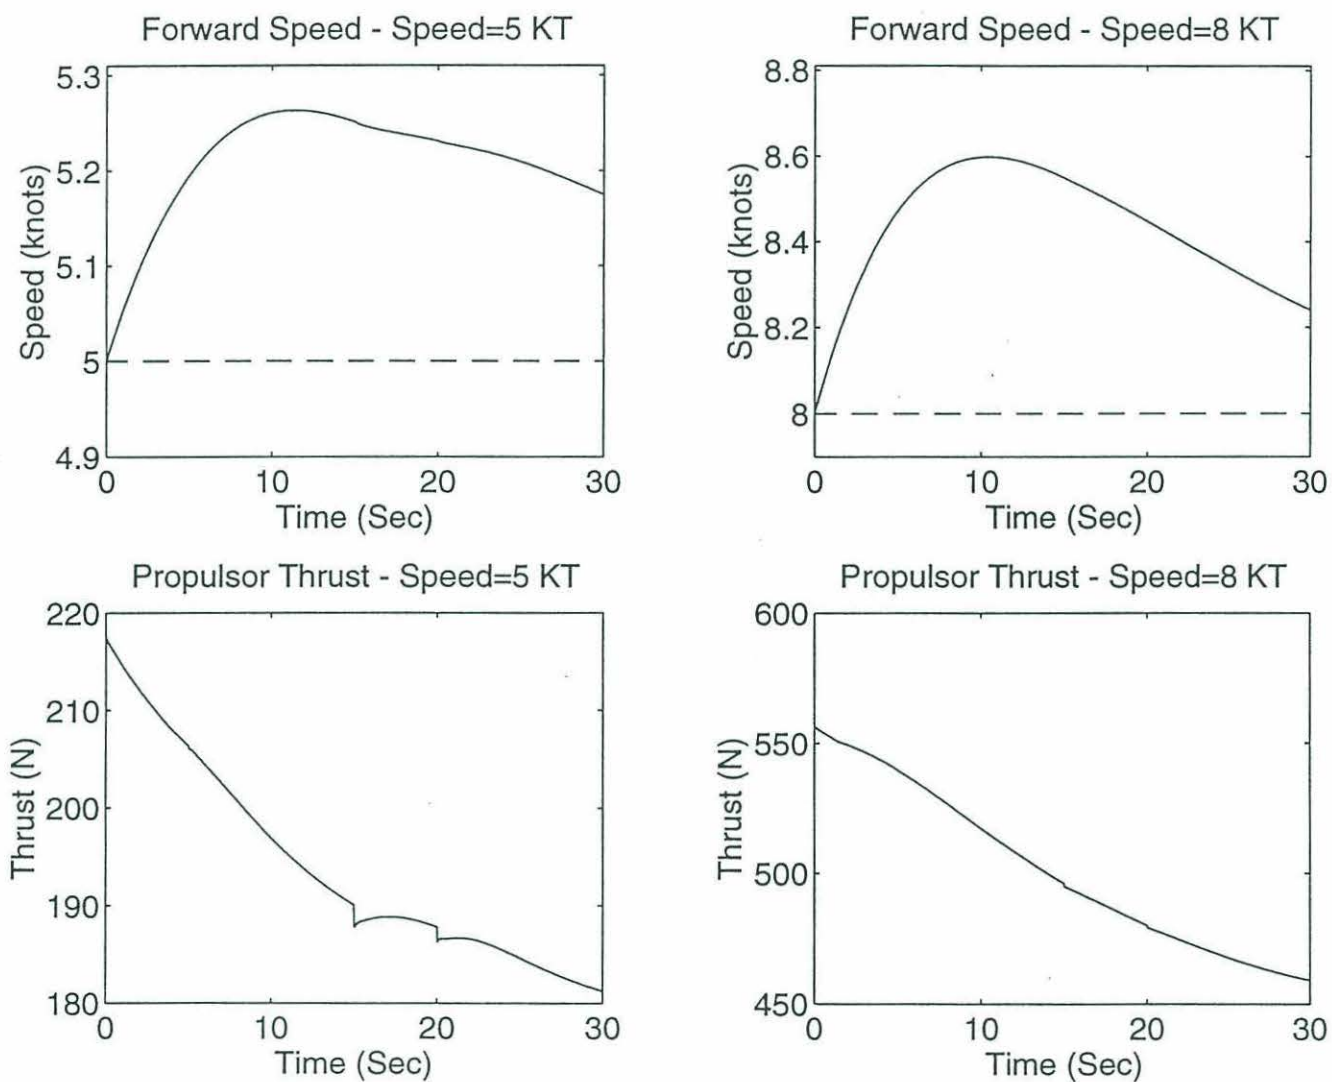 Forward Speed - Speed=5 KT
5.3
5.2
5.1
5
4.9
Speed (knots)
0 10 20 30
Time (Sec)
Forward Speed - Speed=8 KT
8.8
8.6
8.4
8.2
8
Speed (knots)
0 10 20 30
Time (Sec)
Propulsor Thrust - Speed=5 KT
220
210
200
190
180
Thrust (N)
0 10 20 30
Time (Sec)
Propulsor Thrust - Speed=8 KT
600
550
500
450
Thrust (N)
0 10 20 30
Time (Sec)